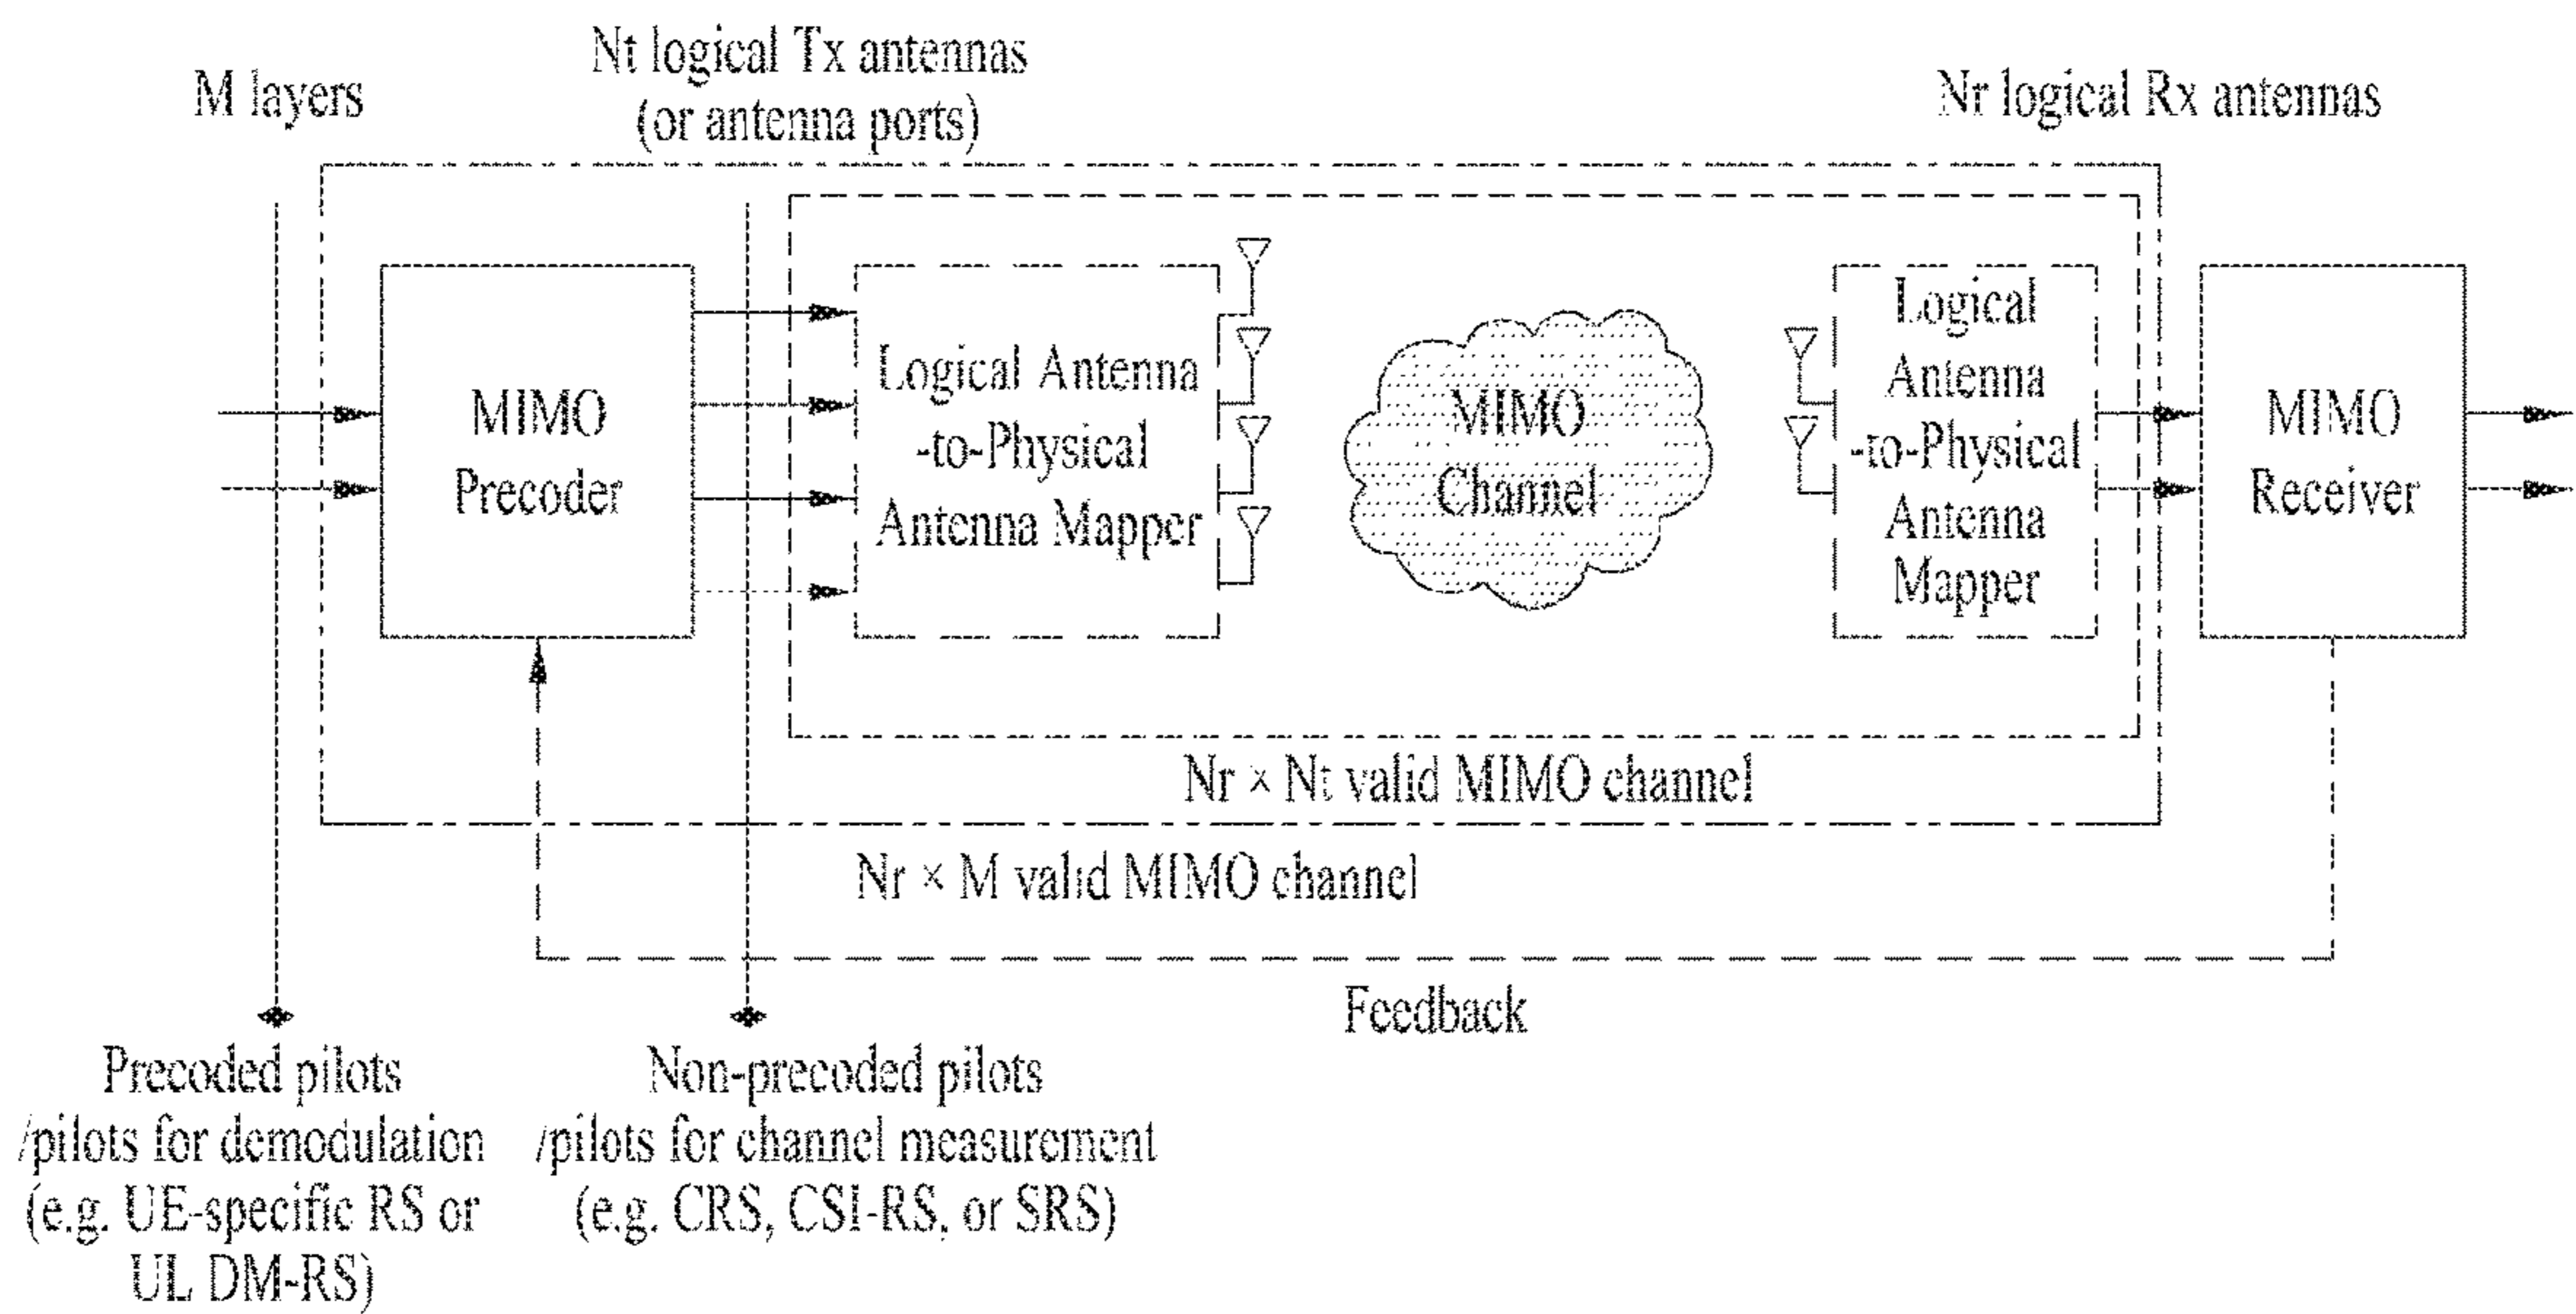 M layers
Nt logical Tx antennas
(or antenna ports)
Nr logical Rx antennas
MIMO
Precoder
Logical Antenna
-to-Physical
Antenna Mapper
MIMO
Channel
Logical
Antenna
-to-Physical
Antenna
Mapper
MIMO
Receiver
Nr × Nt valid MIMO channel
Nr × M valid MIMO channel
Feedback
Precoded pilots
/pilots for demodulation
(e.g. UE-specific RS or
UL DM-RS)
Non-precoded pilots
/pilots for channel measurement
(e.g. CRS, CSI-RS, or SRS)